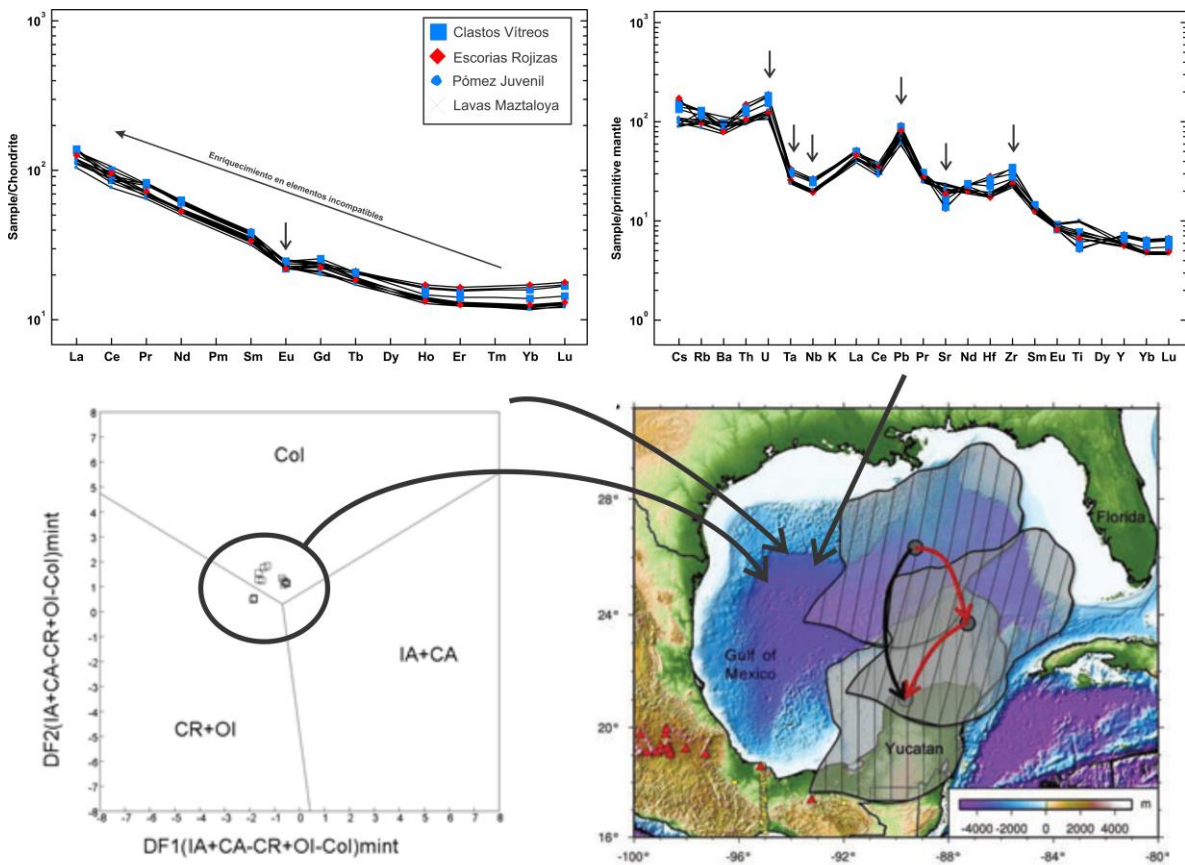 10³
10²
10¹
Sample/Chondrite
Clastos Vítreos
Escorias Rojizas
Pómez Juvenil
Lavas Maztaloya
Enriquecimiento en elementos incompatibles
La Ce Pr Nd Pm Sm Eu Gd Tb Dy Ho Er Tm Yb Lu
10³
10²
10¹
10⁰
Sample/primitive mantle
Cs Rb Ba Th U Ta Nb K La Ce Pb Pr Sr Nd Hf Zr Sm Eu Ti Dy Y Yb Lu
8
7
6
5
4
3
2
1
0
-1
-2
-3
-4
-5
-6
-7
-8
DF2(IA+CA-CR+OI-Col)mint
Col
IA+CA
CR+OI
-8 -7 -6 -5 -4 -3 -2 -1 0 1 2 3 4 5 6 7 8
DF1(IA+CA-CR+OI-Col)mint
28°
24°
20°
16°
Florida
Gulf of
Mexico
Yucatan
m
-4000 -2000 0 2000 4000
-100° -96° -92° -88° -84° -80°